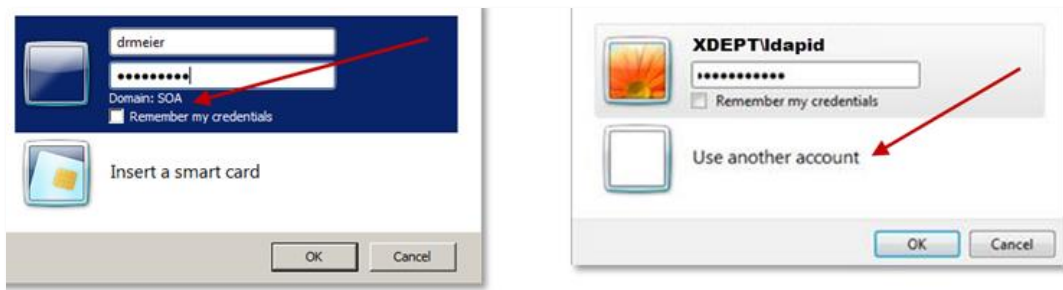 drmeier
•••••••••
Domain: SOA
Remember my credentials
Insert a smart card
OK Cancel
XDEPT\ldapid
•••••••••••
Remember my credentials
Use another account
OK Cancel